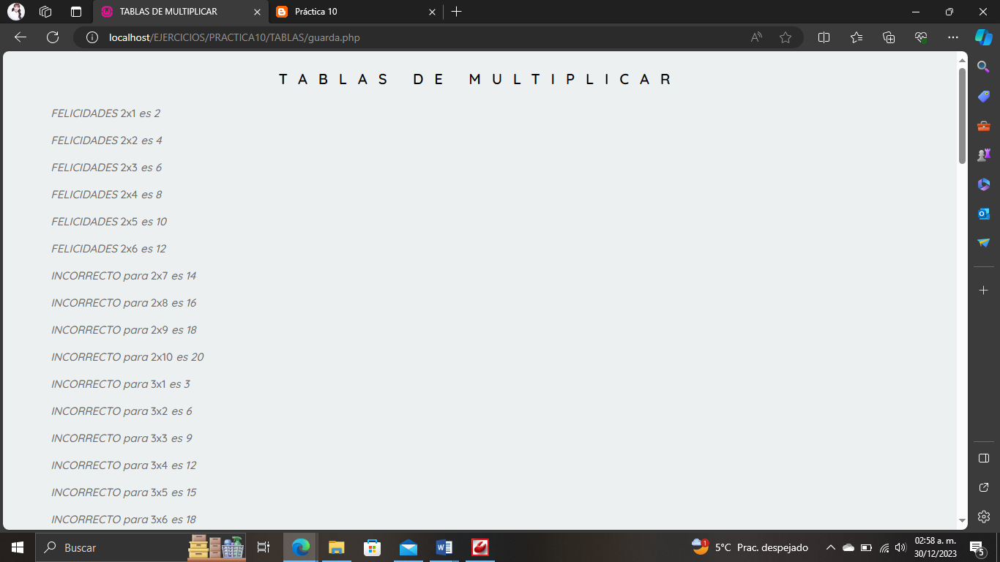 TABLAS DE MULTIPLICAR
Práctica 10
localhost/EJERCICIOS/PRACTICA10/TABLAS/guarda.php
TABLAS DE MULTIPLICAR
FELICIDADES 2x1 es 2
FELICIDADES 2x2 es 4
FELICIDADES 2x3 es 6
FELICIDADES 2x4 es 8
FELICIDADES 2x5 es 10
FELICIDADES 2x6 es 12
INCORRECTO para 2x7 es 14
INCORRECTO para 2x8 es 16
INCORRECTO para 2x9 es 18
INCORRECTO para 2x10 es 20
INCORRECTO para 3x1 es 3
INCORRECTO para 3x2 es 6
INCORRECTO para 3x3 es 9
INCORRECTO para 3x4 es 12
INCORRECTO para 3x5 es 15
INCORRECTO para 3x6 es 18
Buscar
1
5°C Prac. despejado
02:58 a. m.
30/12/2023
5